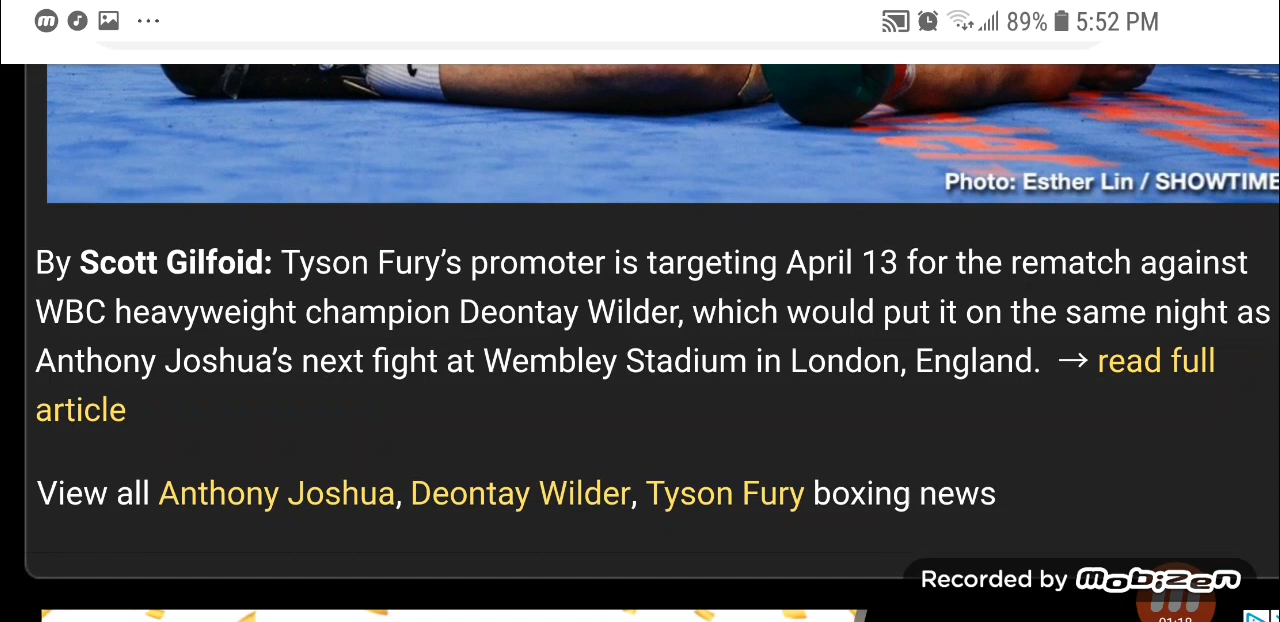 89% 5:52 PM
Photo: Esther Lin / SHOWTIME
By Scott Gilfoid: Tyson Fury’s promoter is targeting April 13 for the rematch against
WBC heavyweight champion Deontay Wilder, which would put it on the same night as
Anthony Joshua’s next fight at Wembley Stadium in London, England. → read full
article
View all Anthony Joshua, Deontay Wilder, Tyson Fury boxing news
Recorded by mobizen
01:18